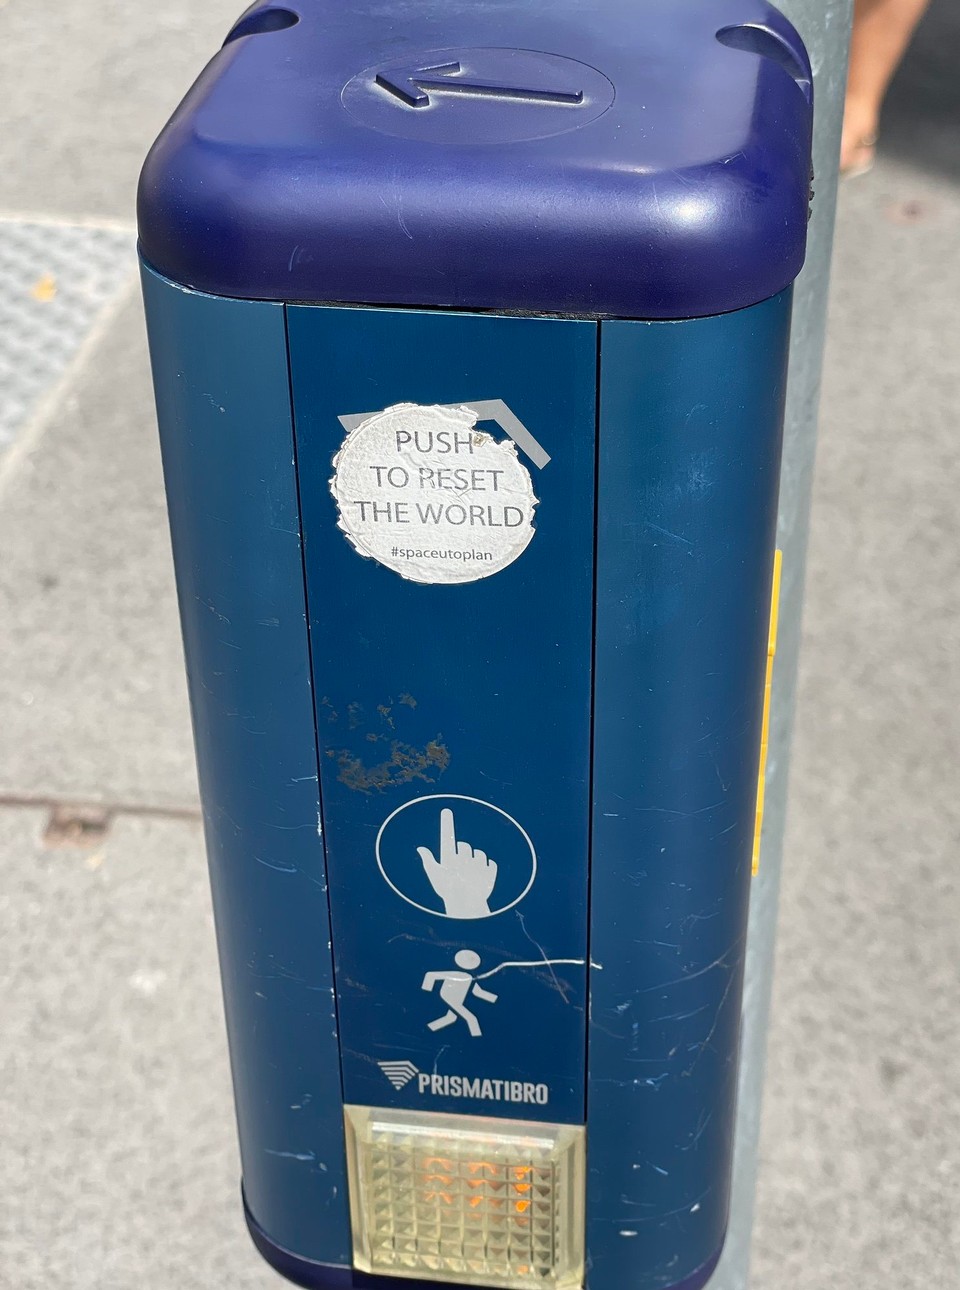 PUSH
TO RESET
THE WORLD
#spaceutoplan
PRISMATIBRO